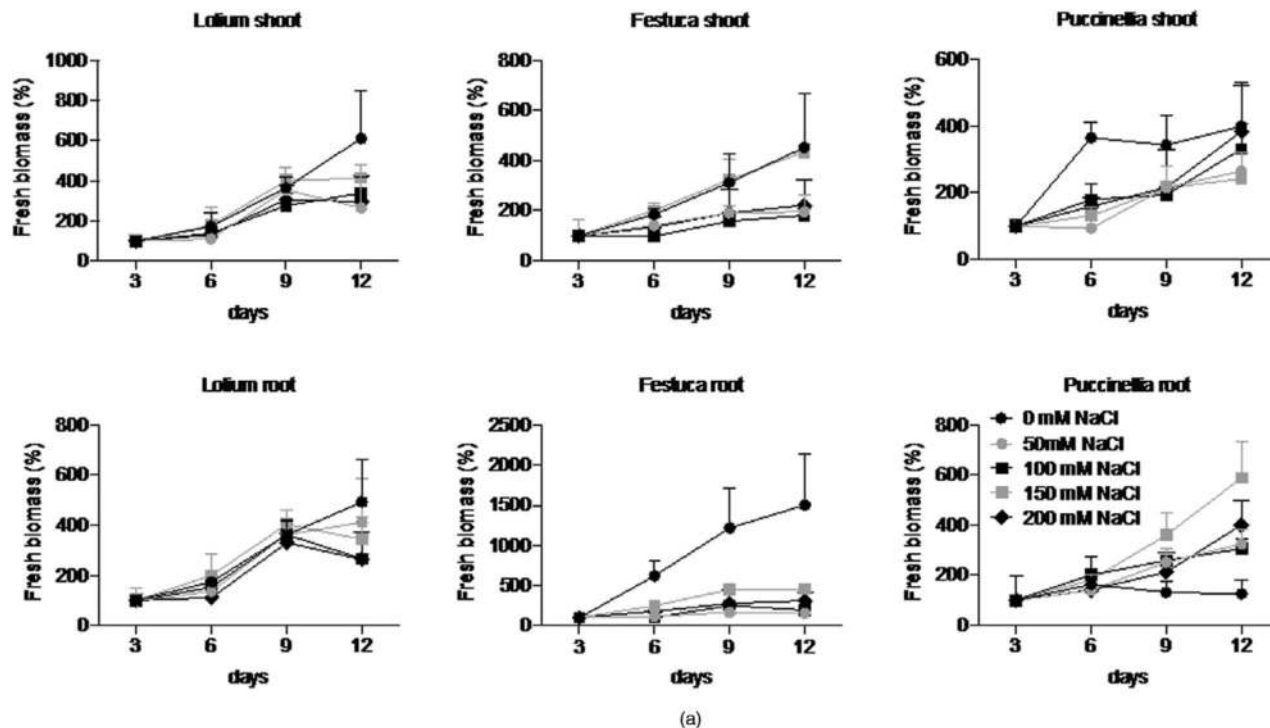 Lolium shoot
Fresh biomass (%)
1000
800
600
400
200
0
3 6 9 12
days
Festuca shoot
Fresh biomass (%)
800
600
400
200
0
3 6 9 12
days
Puccinellia shoot
Fresh biomass (%)
600
400
200
0
3 6 9 12
days
Lolium root
Fresh biomass (%)
800
600
400
200
0
3 6 9 12
days
Festuca root
Fresh biomass (%)
2500
2000
1500
1000
500
0
3 6 9 12
days
Puccinellia root
Fresh biomass (%)
800
600
400
200
0
0 mM NaCl
50mM NaCl
100 mM NaCl
150 mM NaCl
200 mM NaCl
3 6 9 12
days
(a)